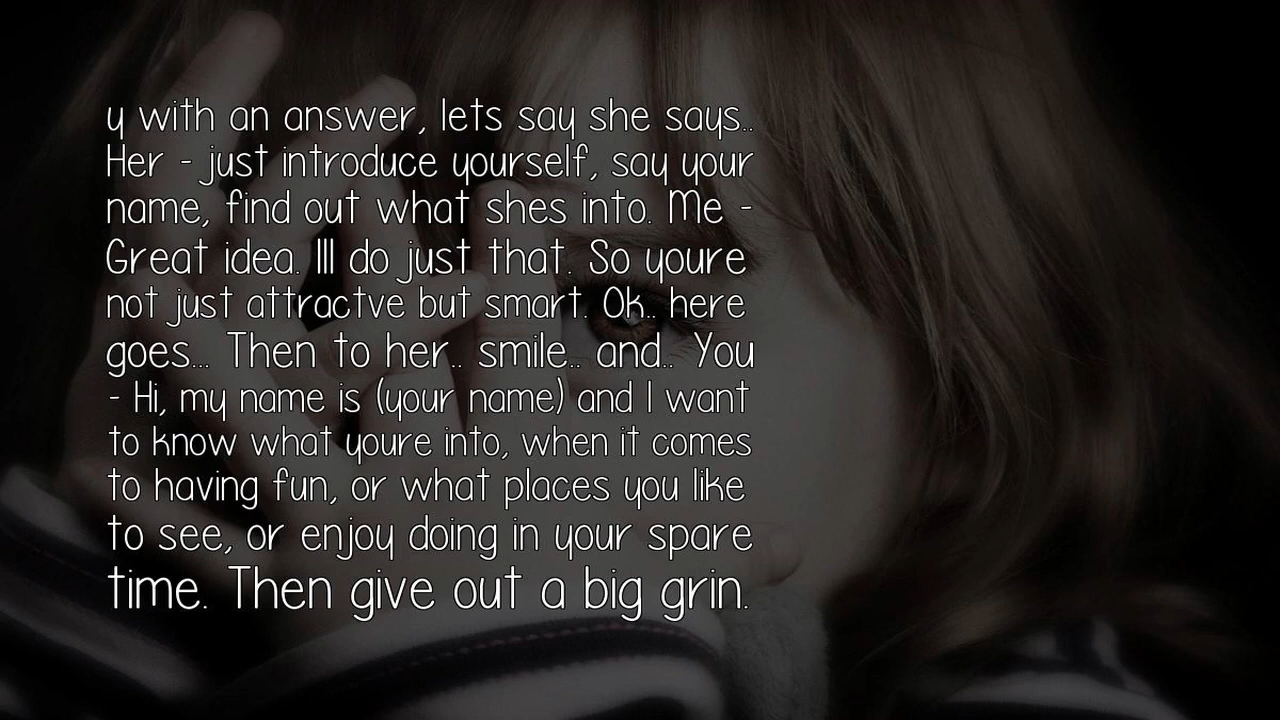 y with an answer, lets say she says..
Her - just introduce yourself, say your
name, find out what shes into. Me -
Great idea. Ill do just that. So youre
not just attractve but smart. Ok.. here
goes... Then to her.. smile.. and.. You
- Hi, my name is (your name) and I want
to know what youre into, when it comes
to having fun, or what places you like
to see, or enjoy doing in your spare
time. Then give out a big grin.